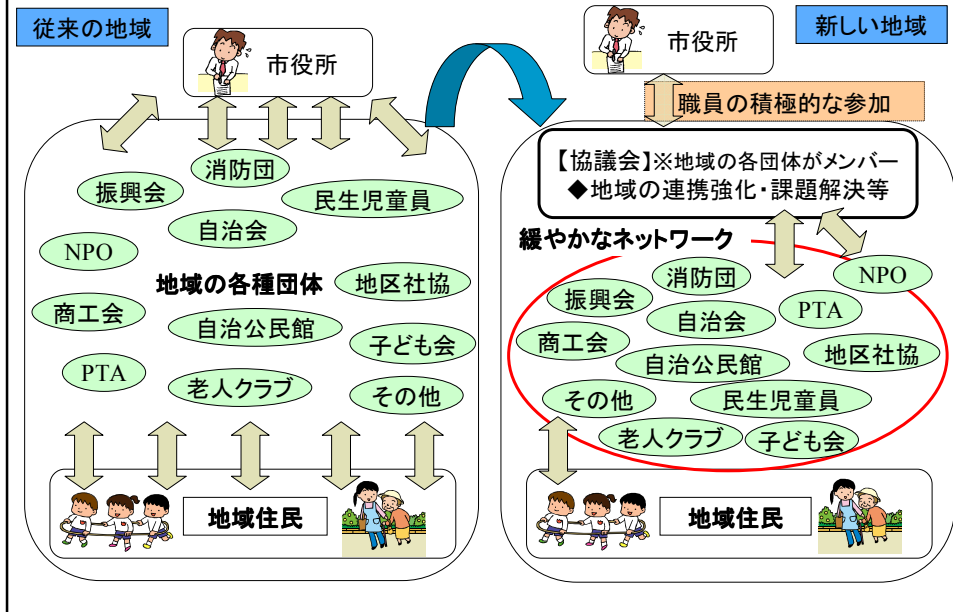 従来の地域
市役所
消防団
振興会
民生児童員
自治会
NPO
地域の各種団体
地区社協
商工会
自治公民館
子ども会
PTA
老人クラブ
その他
地域住民
新しい地域
市役所
職員の積極的な参加
【協議会】※地域の各団体がメンバー
◆地域の連携強化・課題解決等
緩やかなネットワーク
消防団
NPO
振興会
PTA
自治会
商工会
地区社協
自治公民館
その他
民生児童員
老人クラブ
子ども会
地域住民